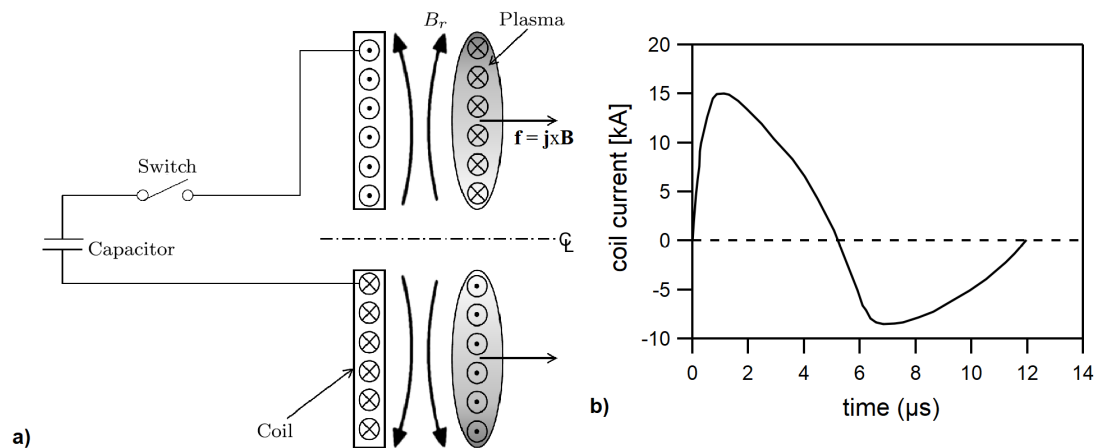 B_r
Plasma
f = jxB
Switch
Capacitor
℄
Coil
a)
20
15
10
5
0
-5
-10
coil current [kA]
0 2 4 6 8 10 12 14
time (μs)
b)